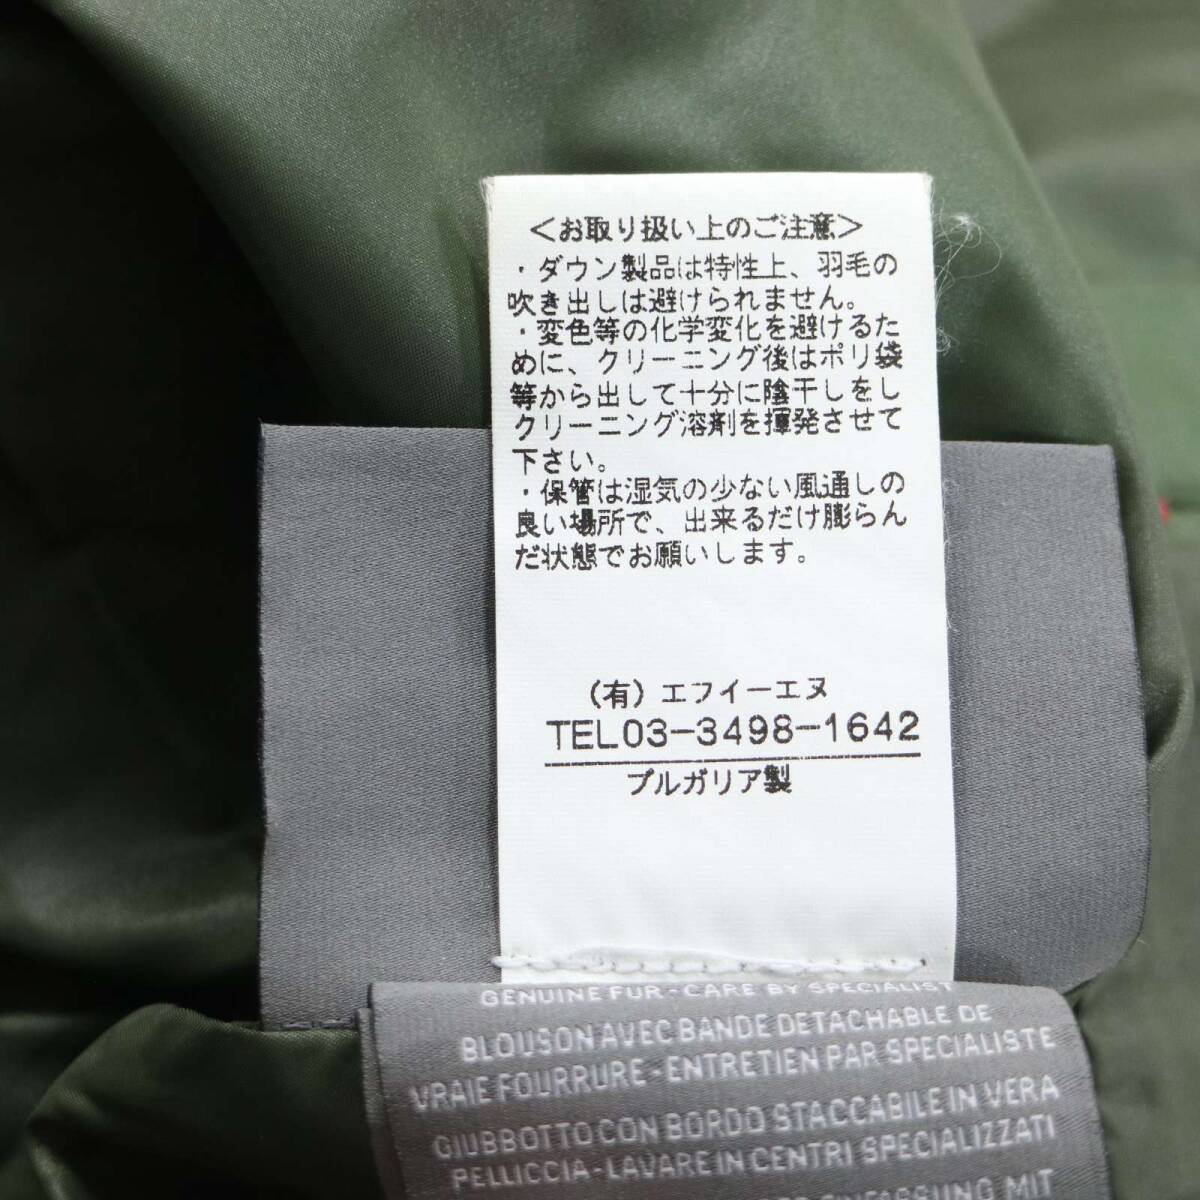 <お取り扱い上のご注意>
・ダウン製品は特性上、羽毛の
吹き出しは避けられません。
・変色等の化学変化を避けるた
めに、クリーニング後はポリ袋
等から出して十分に陰干しをし
クリーニング溶剤を揮発させて
下さい。
・保管は湿気の少ない風通しの
良い場所で、出来るだけ膨らん
だ状態でお願いします。
(有)エフイーエヌ
TEL03-3498-1642
ブルガリア製
GENUINE FUR - CARE BY SPECIALIST
BLOUSON AVEC BANDE DETACHABLE DE
VRAIE FOURRURE - ENTRETIEN PAR SPECIALISTE
GIUBBOTTO CON BORDO STACCABILE IN VERA
PELLICCIA - LAVARE IN CENTRI SPECIALIZZATI
EINFASSUNG MIT